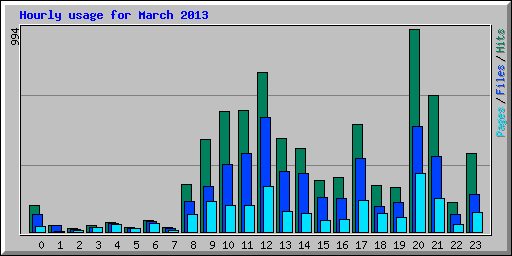 Hourly usage for March 2013
994
Pages/Files/Hits
0 1 2 3 4 5 6 7 8 9 10 11 12 13 14 15 16 17 18 19 20 21 22 23